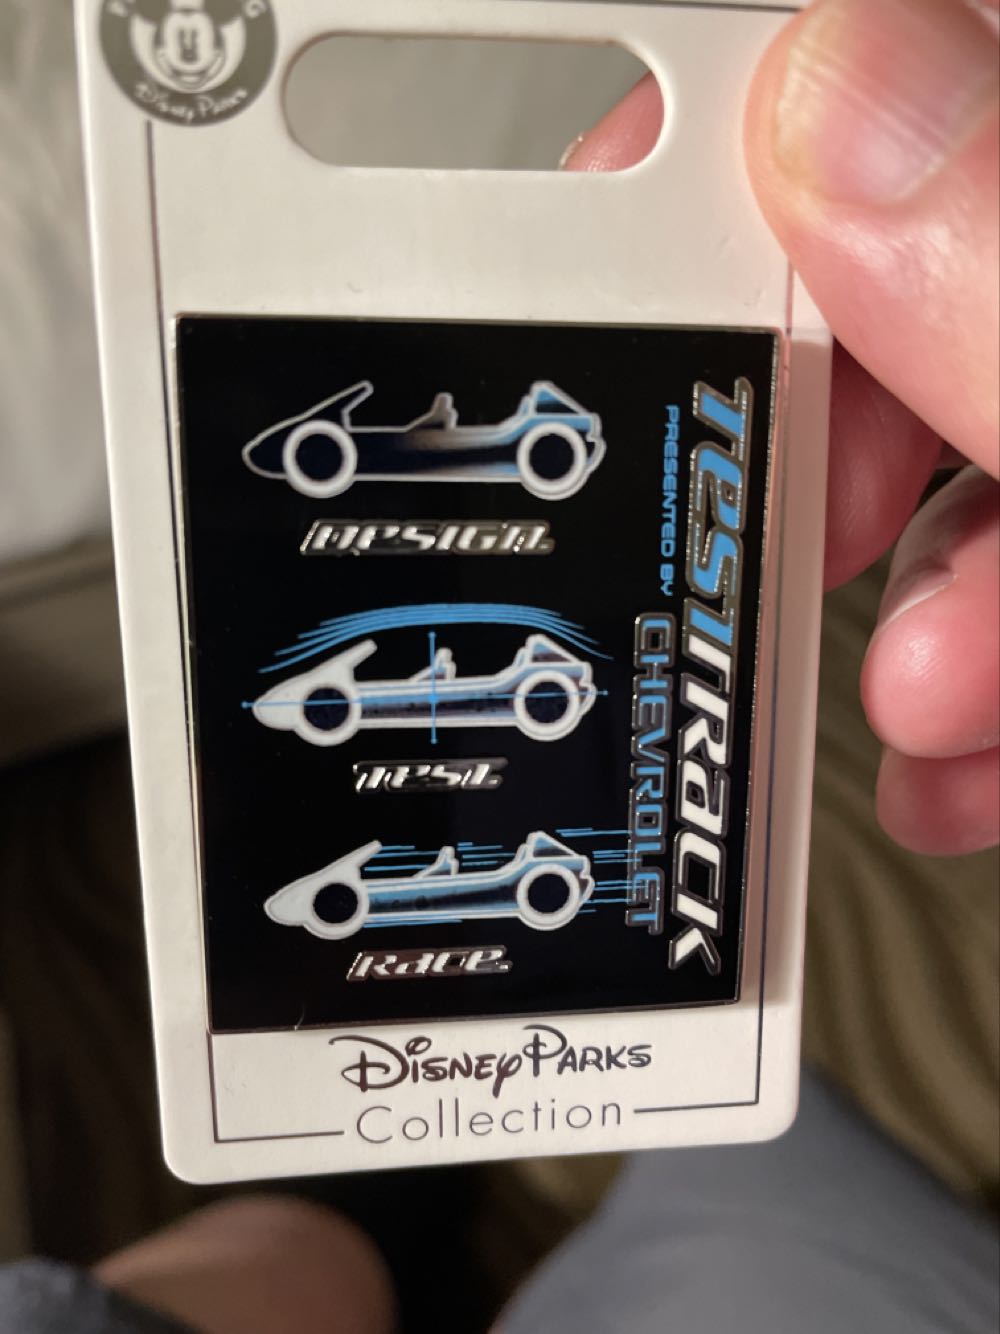 Disney Parks
DESIGN.
TEST.
RACE.
TEST TRACK
PRESENTED BY
CHEVROLET
DISNEY PARKS
Collection